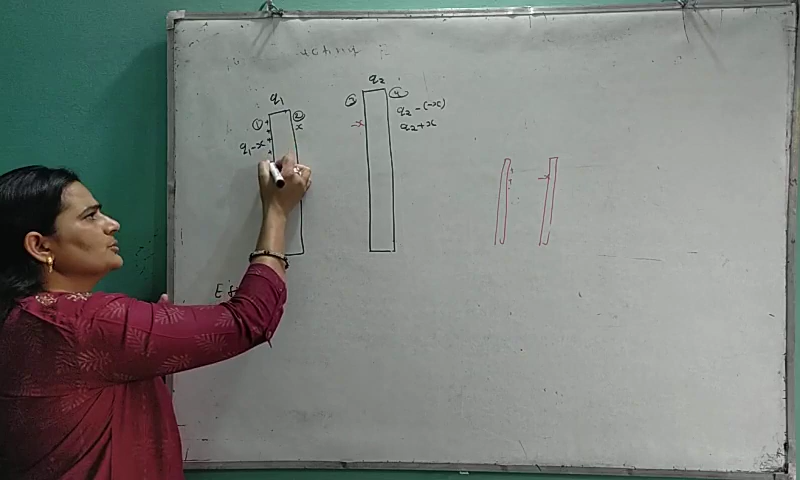 q₁
q₂
① ②
③ ④
x
-x
q₁-x
q₂-(-x)
q₂+x